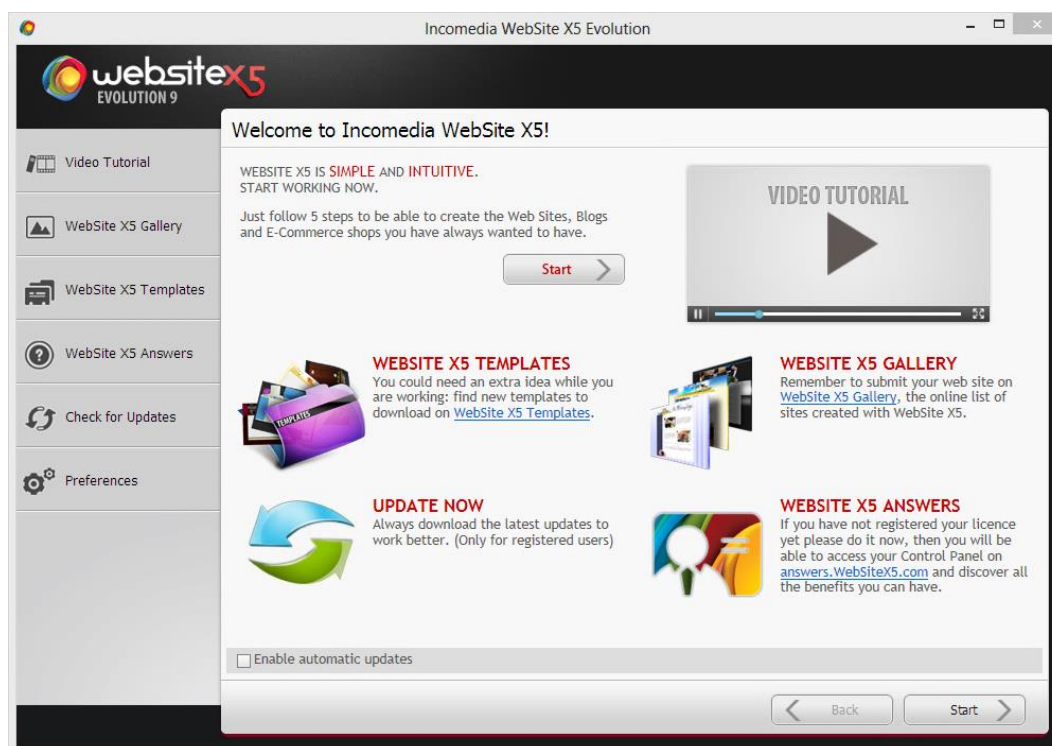 Incomedia WebSite X5 Evolution
websitex5
EVOLUTION 9
Video Tutorial
WebSite X5 Gallery
WebSite X5 Templates
WebSite X5 Answers
Check for Updates
Preferences
Welcome to Incomedia WebSite X5!
WEBSITE X5 IS SIMPLE AND INTUITIVE.
START WORKING NOW.
Just follow 5 steps to be able to create the Web Sites, Blogs
and E-Commerce shops you have always wanted to have.
Start
VIDEO TUTORIAL
TEMPLATES
WEBSITE X5 TEMPLATES
You could need an extra idea while you
are working: find new templates to
download on WebSite X5 Templates.
WEBSITE X5 GALLERY
Remember to submit your web site on
WebSite X5 Gallery, the online list of
sites created with WebSite X5.
UPDATE NOW
Always download the latest updates to
work better. (Only for registered users)
WEBSITE X5 ANSWERS
If you have not registered your licence
yet please do it now, then you will be
able to access your Control Panel on
answers.WebSiteX5.com and discover all
the benefits you can have.
Enable automatic updates
Back
Start